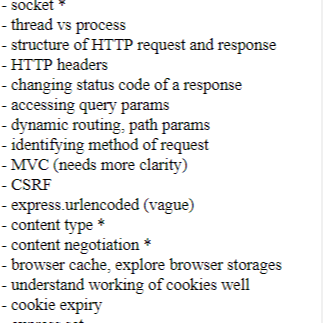 - socket *
- thread vs process
- structure of HTTP request and response
- HTTP headers
- changing status code of a response
- accessing query params
- dynamic routing, path params
- identifying method of request
- MVC (needs more clarity)
- CSRF
- express.urlencoded (vague)
- content type *
- content negotiation *
- browser cache, explore browser storages
- understand working of cookies well
- cookie expiry